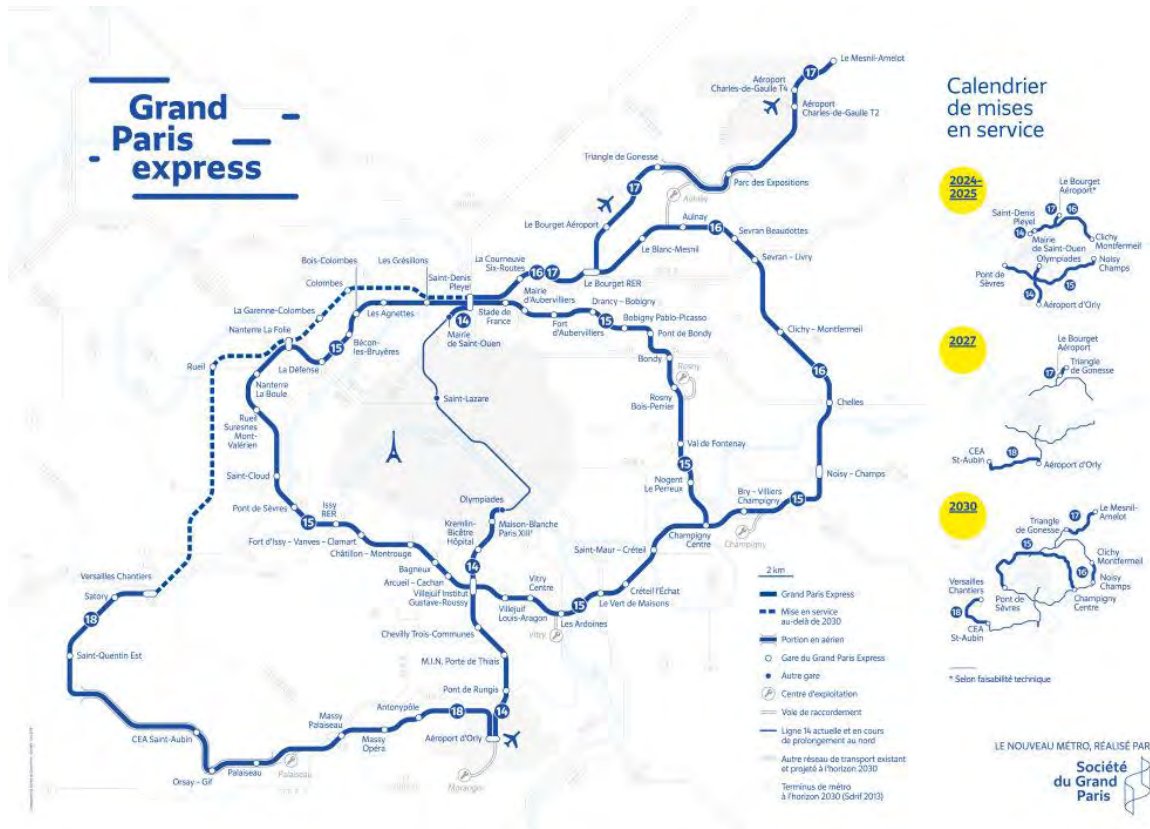 Grand
Paris
express
Le Mesnil-Amelot
17
Aéroport
Charles-de-Gaulle T4
Aéroport
Charles-de-Gaulle T2
Triangle de Gonesse
Parc des Expositions
17
Aulnay
Le Bourget Aéroport
Aulnay
16
Sevran Beaudottes
Le Blanc-Mesnil
Sevran – Livry
La Courneuve
Six-Routes
16 17
Le Bourget RER
Bois-Colombes
Les Grésillons
Saint-Denis
Pleyel
Colombes
La Garenne-Colombes
Les Agnettes
14
Mairie
de Saint-Ouen
Stade de
France
Mairie
d'Aubervilliers
Fort
d'Aubervilliers
Drancy – Bobigny
15
Bobigny Pablo-Picasso
Pont de Bondy
Bondy
Rosny
Rosny
Bois-Perrier
Clichy – Montfermeil
16
Chelles
Nanterre La Folie
15
Bécon-
les-Bruyères
La Défense
Rueil
Nanterre
La Boule
Rueil
Suresnes
Mont-
Valérien
Saint-Lazare
Val de Fontenay
15
Nogent
Le Perreux
Noisy – Champs
Bry – Villiers
Champigny
15
Champigny
Champigny
Centre
Saint-Cloud
Pont de Sèvres
15
Issy
RER
Fort d'Issy – Vanves – Clamart
Châtillon – Montrouge
Bagneux
Arcueil – Cachan
Villejuif Institut
Gustave-Roussy
Olympiades
Maison-Blanche
Paris XIIIe
Kremlin-
Bicêtre
Hôpital
14
Villejuif
Louis-Aragon
Vitry
Centre
Vitry
Les Ardoines
15
Le Vert de Maisons
Créteil l'Échat
Saint-Maur – Créteil
Chevilly Trois-Communes
M.I.N. Porte de Thiais
Pont de Rungis
14
Aéroport d'Orly
Morangis
18
Antonypôle
Massy
Opéra
Massy
Palaiseau
Palaiseau
Palaiseau
Orsay – Gif
CEA Saint-Aubin
Saint-Quentin Est
18
Satory
Versailles Chantiers
2 km
Grand Paris Express
Mise en service
au-delà de 2030
Portion en aérien
Gare du Grand Paris Express
Autre gare
Centre d'exploitation
Voie de raccordement
Ligne 14 actuelle et en cours
de prolongement au nord
Autre réseau de transport existant
et projeté à l'horizon 2030
Terminus de métro
à l'horizon 2030 (Sdrif 2013)
Calendrier
de mises
en service
2024-
2025
Le Bourget
Aéroport*
Saint-Denis
Pleyel
17
16
14
Mairie
de Saint-Ouen
Clichy
Montfermeil
Olympiades
Noisy
Champs
Pont de
Sèvres
14
15
Aéroport d'Orly
2027
Le Bourget
Aéroport
17
Triangle
de Gonesse
CEA
St-Aubin
18
Aéroport d'Orly
2030
Le Mesnil-
Amelot
17
Triangle
de Gonesse
15
Clichy
Montfermeil
16
Noisy
Champs
Versailles
Chantiers
Pont de
Sèvres
Champigny
Centre
18
CEA
St-Aubin
* Selon faisabilité technique
LE NOUVEAU MÉTRO, RÉALISÉ PAR
Société
du Grand
Paris